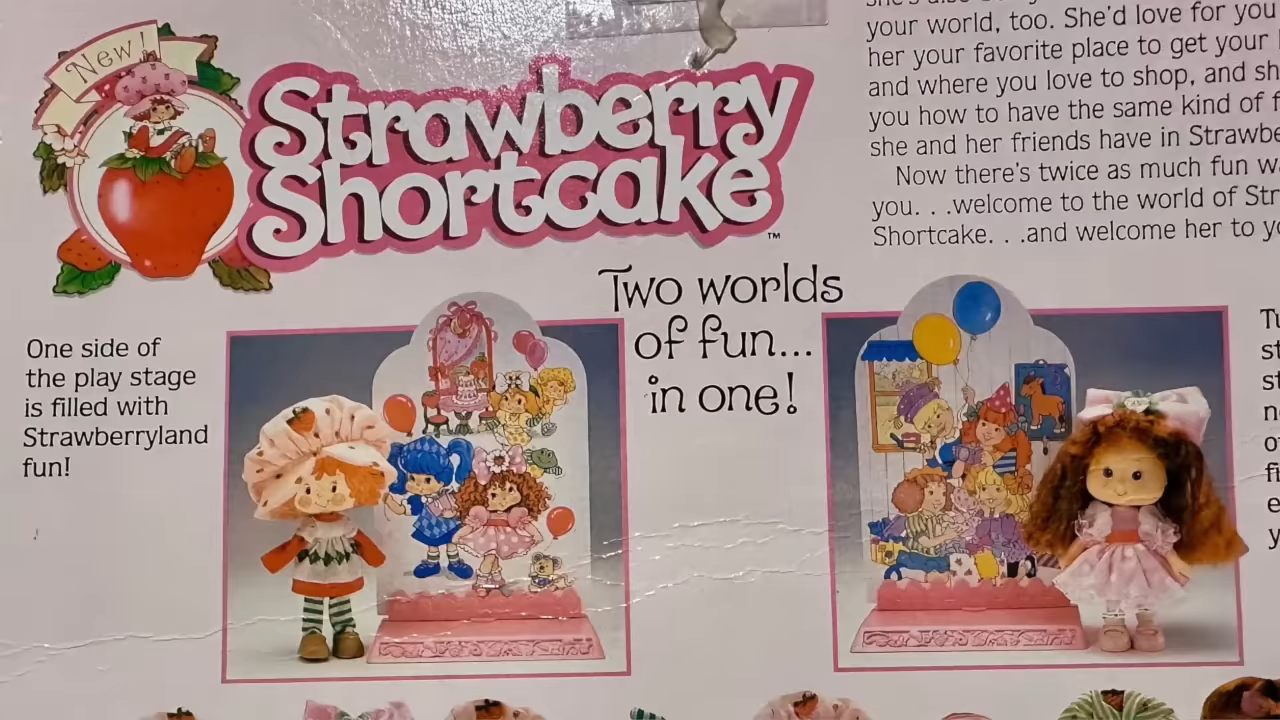 New!
Strawberry
Shortcake
™
your world, too. She'd love for you
her your favorite place to get your
and where you love to shop, and sh
you how to have the same kind of f
she and her friends have in Strawbe
Now there's twice as much fun w
you. . .welcome to the world of Str
Shortcake. . .and welcome her to yo
Two worlds
of fun...
in one!
One side of
the play stage
is filled with
Strawberryland
fun!
Tu
st
st
n
o
fi
e
y